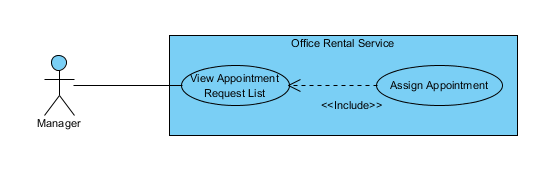 Office Rental Service
View Appointment
Request List
Assign Appointment
<<Include>>
Manager